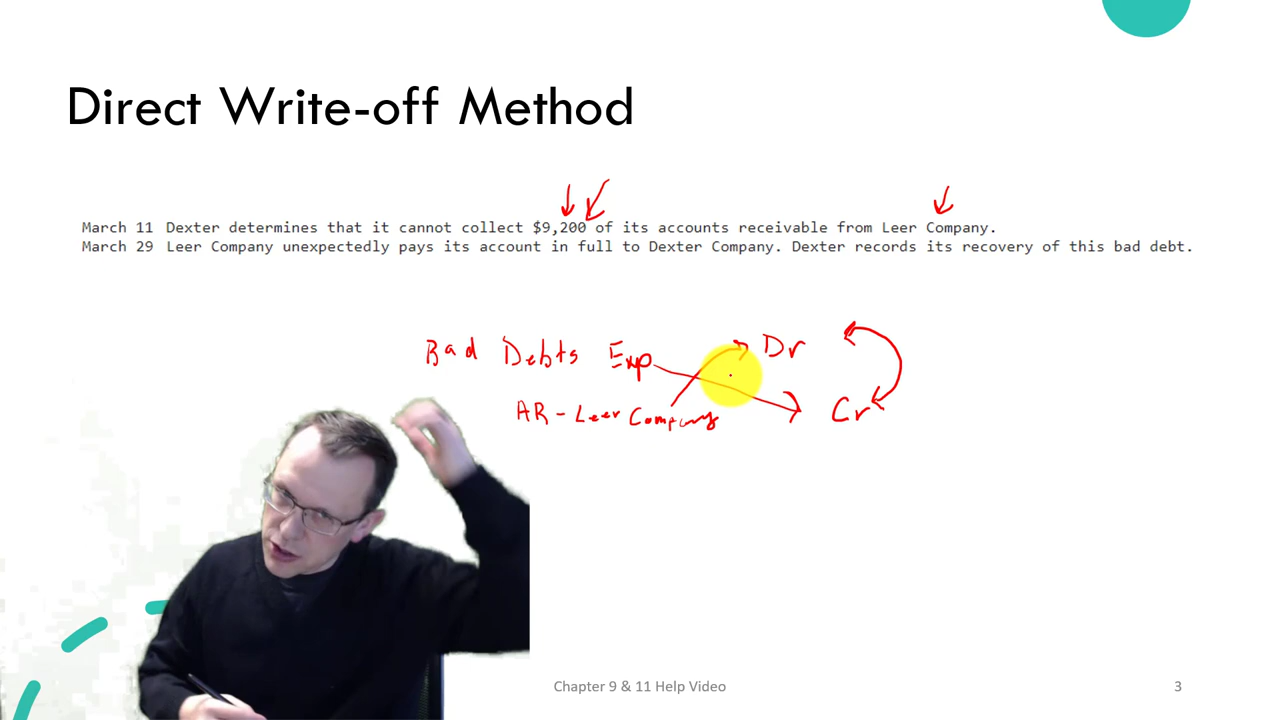 Direct Write-off Method
March 11 Dexter determines that it cannot collect $9,200 of its accounts receivable from Leer Company.
March 29 Leer Company unexpectedly pays its account in full to Dexter Company. Dexter records its recovery of this bad debt.
Bad Debts Exp Dr
AR - Leer Company Cr
Chapter 9 & 11 Help Video 3